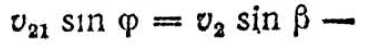 v₂₁ sin φ = v₂ sin β —